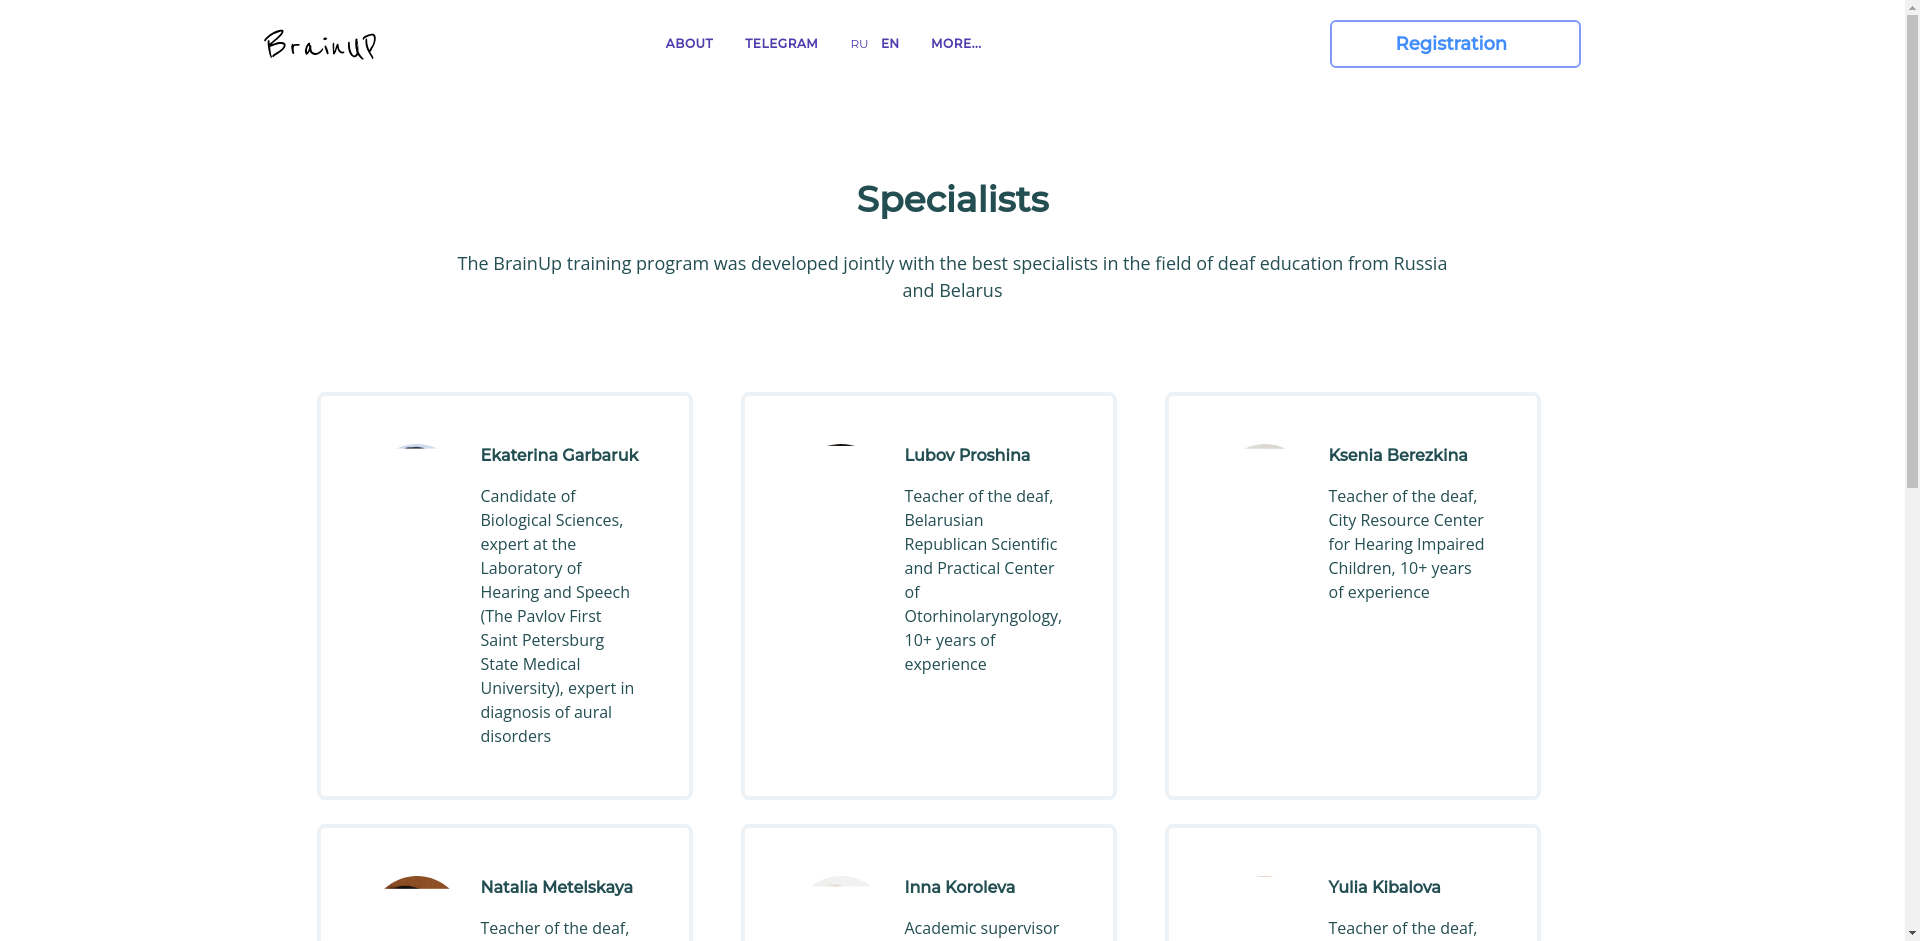 BrainUP
ABOUT
TELEGRAM
RU
EN
MORE...
Registration
Specialists
The BrainUp training program was developed jointly with the best specialists in the field of deaf education from Russia
and Belarus
Ekaterina Garbaruk
Candidate of
Biological Sciences,
expert at the
Laboratory of
Hearing and Speech
(The Pavlov First
Saint Petersburg
State Medical
University), expert in
diagnosis of aural
disorders
Lubov Proshina
Teacher of the deaf,
Belarusian
Republican Scientific
and Practical Center
of
Otorhinolaryngology,
10+ years of
experience
Ksenia Berezkina
Teacher of the deaf,
City Resource Center
for Hearing Impaired
Children, 10+ years
of experience
Natalia Metelskaya
Teacher of the deaf,
Inna Koroleva
Academic supervisor
Yulia Kibalova
Teacher of the deaf,